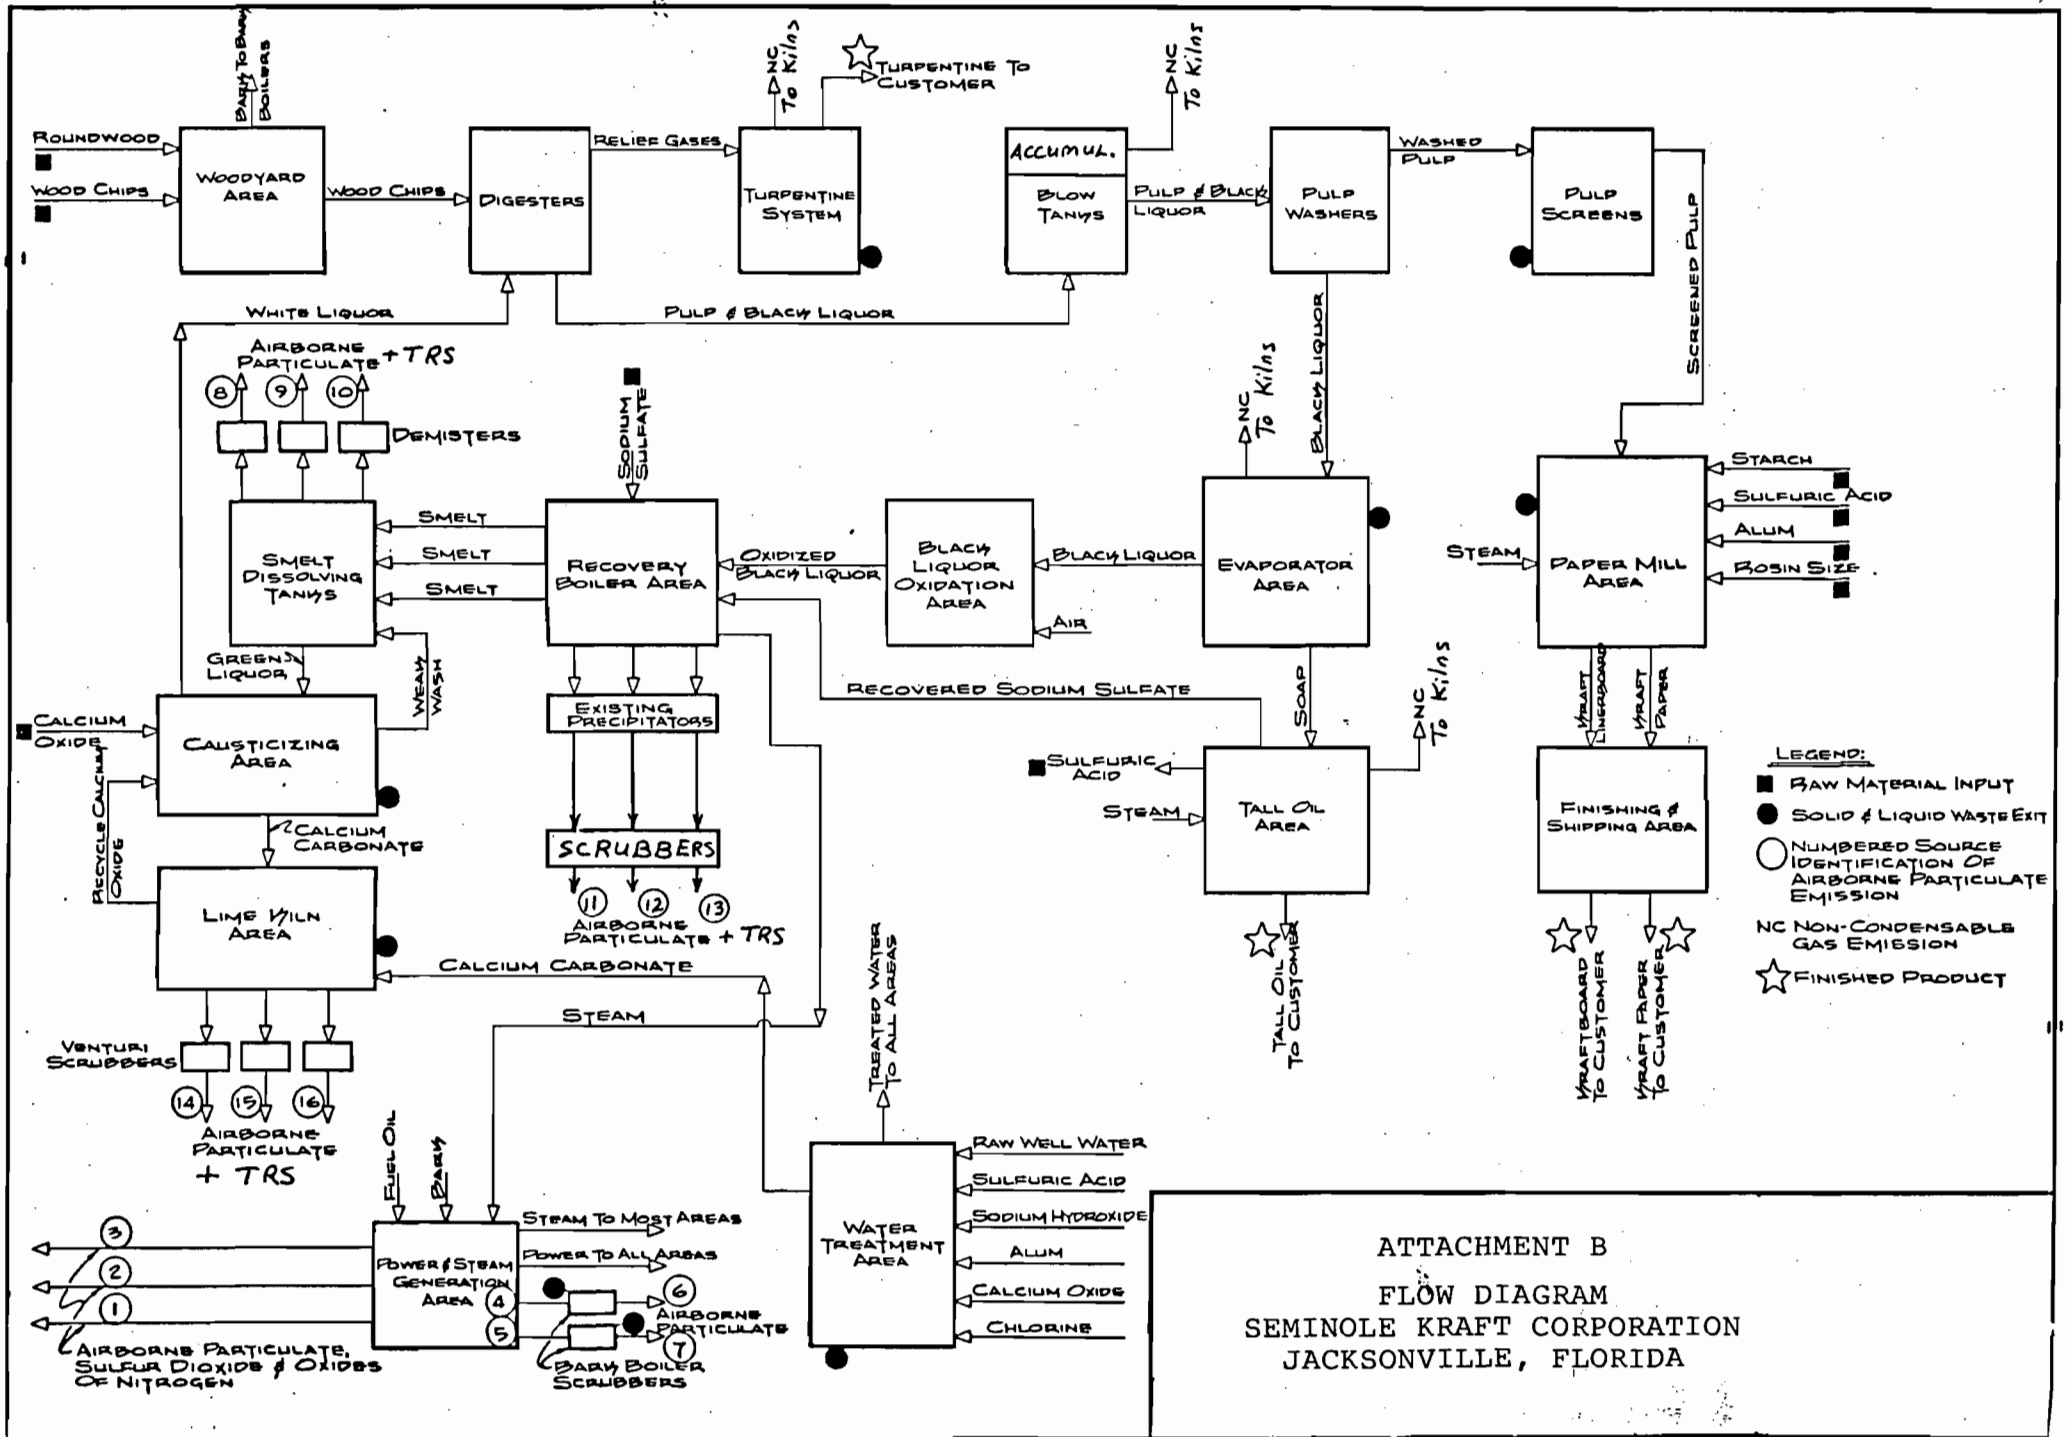 BARK TO BARK
BOILERS
NC
To Kilns
TURPENTINE TO
CUSTOMER
NC
To Kilns
ROUNDWOOD
WOOD CHIPS
WOODYARD
AREA
WOOD CHIPS
DIGESTERS
RELIEF GASES
TURPENTINE
SYSTEM
ACCUMUL.
BLOW
TANKS
PULP & BLACK
LIQUOR
PULP
WASHERS
WASHED
PULP
PULP
SCREENS
SCREENED PULP
WHITE LIQUOR
PULP & BLACK LIQUOR
BLACK LIQUOR
AIRBORNE
PARTICULATE + TRS
8
9
10
DEMISTERS
SODIUM
SULFATE
NC
To Kilns
SMELT
DISSOLVING
TANKS
SMELT
SMELT
SMELT
RECOVERY
BOILER AREA
OXIDIZED
BLACK LIQUOR
BLACK
LIQUOR
OXIDATION
AREA
BLACK LIQUOR
AIR
EVAPORATOR
AREA
STEAM
PAPER MILL
AREA
STARCH
SULFURIC ACID
ALUM
ROSIN SIZE
GREEN
LIQUOR
WEAK
WASH
EXISTING
PRECIPITATORS
RECOVERED SODIUM SULFATE
SOAP
NC
To Kilns
KRAFT
LINERBOARD
KRAFT
PAPER
CALCIUM
OXIDE
CAUSTICIZING
AREA
RECYCLE CALCIUM
OXIDE
CALCIUM
CARBONATE
SCRUBBERS
11
12
13
AIRBORNE
PARTICULATE + TRS
SULFURIC
ACID
STEAM
TALL OIL
AREA
FINISHING &
SHIPPING AREA
TALL OIL
TO CUSTOMER
KRAFTBOARD
TO CUSTOMER
KRAFT PAPER
TO CUSTOMER
LEGEND:
RAW MATERIAL INPUT
SOLID & LIQUID WASTE EXIT
NUMBERED SOURCE
IDENTIFICATION OF
AIRBORNE PARTICULATE
EMISSION
NC NON-CONDENSABLE
GAS EMISSION
FINISHED PRODUCT
LIME KILN
AREA
CALCIUM CARBONATE
STEAM
VENTURI
SCRUBBERS
14
15
16
AIRBORNE
PARTICULATE
+ TRS
TREATED WATER
TO ALL AREAS
FUEL OIL
BARK
POWER & STEAM
GENERATION
AREA
STEAM TO MOST AREAS
POWER TO ALL AREAS
3
2
1
4
5
6
AIRBORNE
PARTICULATE
7
AIRBORNE PARTICULATE,
SULFUR DIOXIDE & OXIDES
OF NITROGEN
BARK BOILER
SCRUBBERS
WATER
TREATMENT
AREA
RAW WELL WATER
SULFURIC ACID
SODIUM HYDROXIDE
ALUM
CALCIUM OXIDE
CHLORINE
ATTACHMENT B
FLOW DIAGRAM
SEMINOLE KRAFT CORPORATION
JACKSONVILLE, FLORIDA